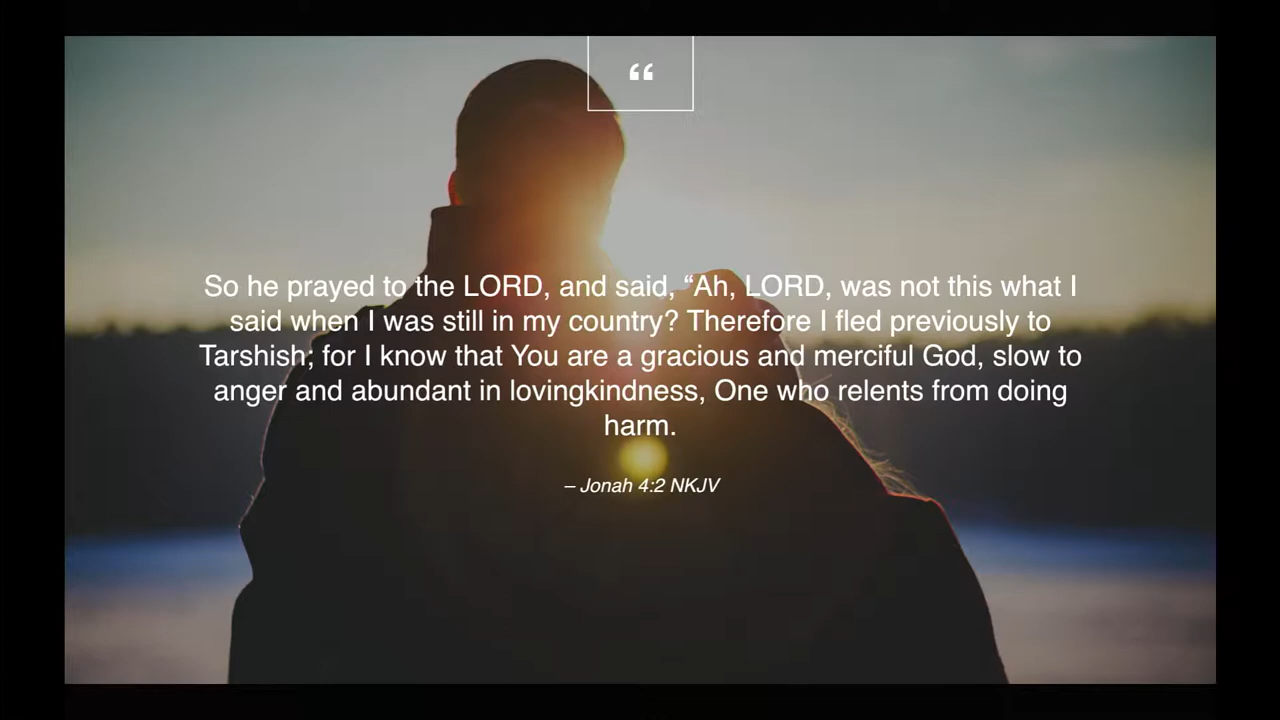 “
So he prayed to the LORD, and said, “Ah, LORD, was not this what I
said when I was still in my country? Therefore I fled previously to
Tarshish; for I know that You are a gracious and merciful God, slow to
anger and abundant in lovingkindness, One who relents from doing
harm.
– Jonah 4:2 NKJV